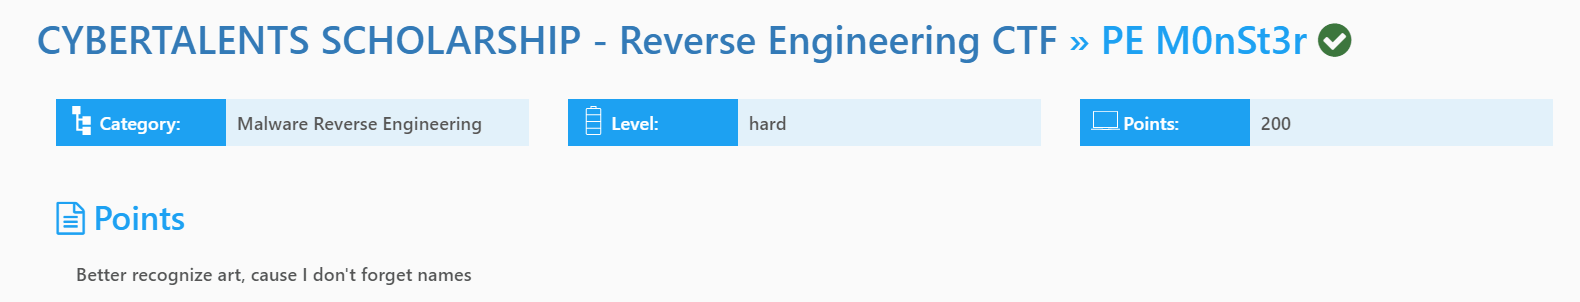 CYBERTALENTS SCHOLARSHIP - Reverse Engineering CTF » PE M0nSt3r
Category: Malware Reverse Engineering Level: hard Points: 200
Points
Better recognize art, cause I don't forget names